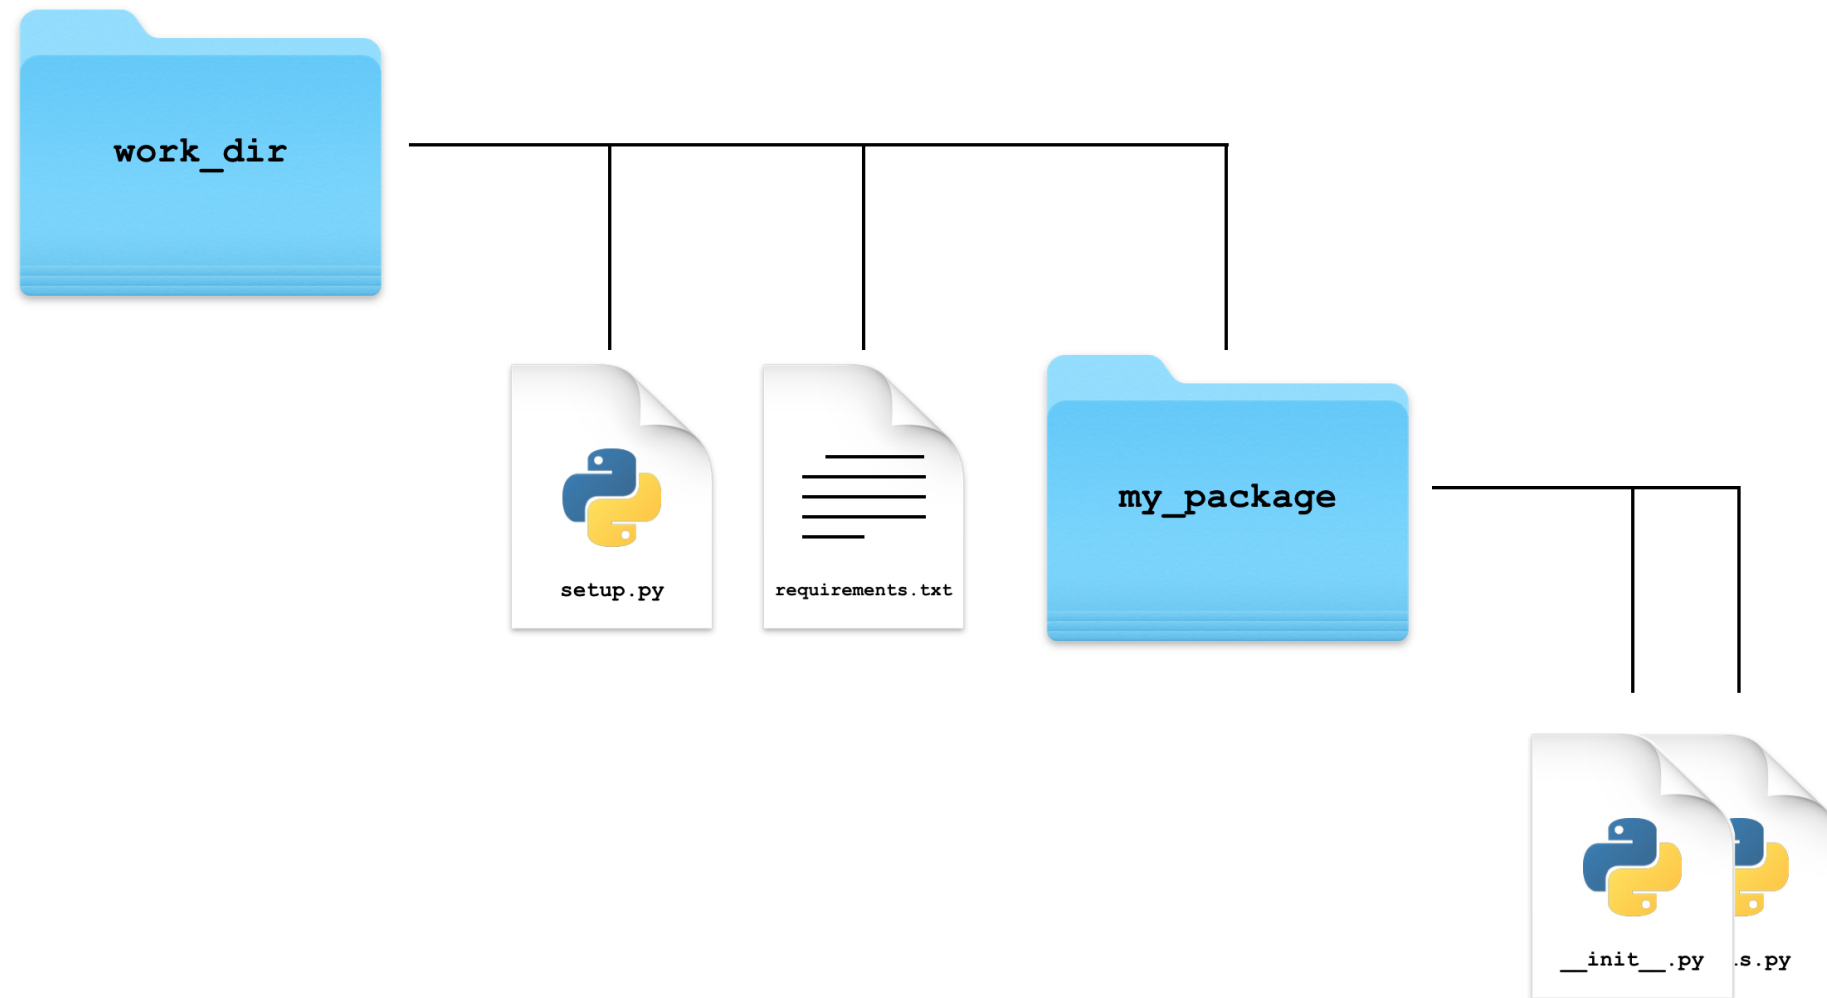 work_dir
setup.py
requirements.txt
my_package
__init__.py
s.py